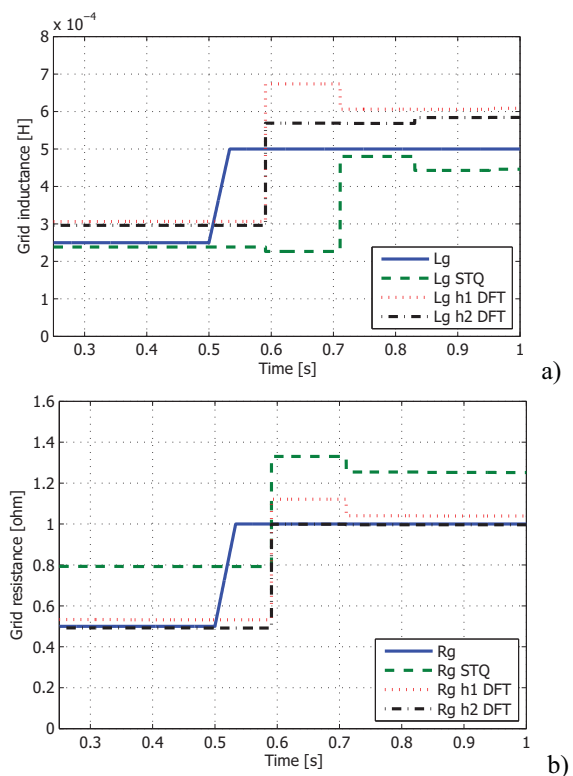 x 10⁻⁴
8
7
6
5
4
3
2
1
0
Grid inductance [H]
Lg
Lg STQ
Lg h1 DFT
Lg h2 DFT
0.3 0.4 0.5 0.6 0.7 0.8 0.9 1
Time [s]
a)
1.6
1.4
1.2
1
0.8
0.6
0.4
0.2
0
Grid resistance [ohm]
Rg
Rg STQ
Rg h1 DFT
Rg h2 DFT
0.3 0.4 0.5 0.6 0.7 0.8 0.9 1
Time [s]
b)